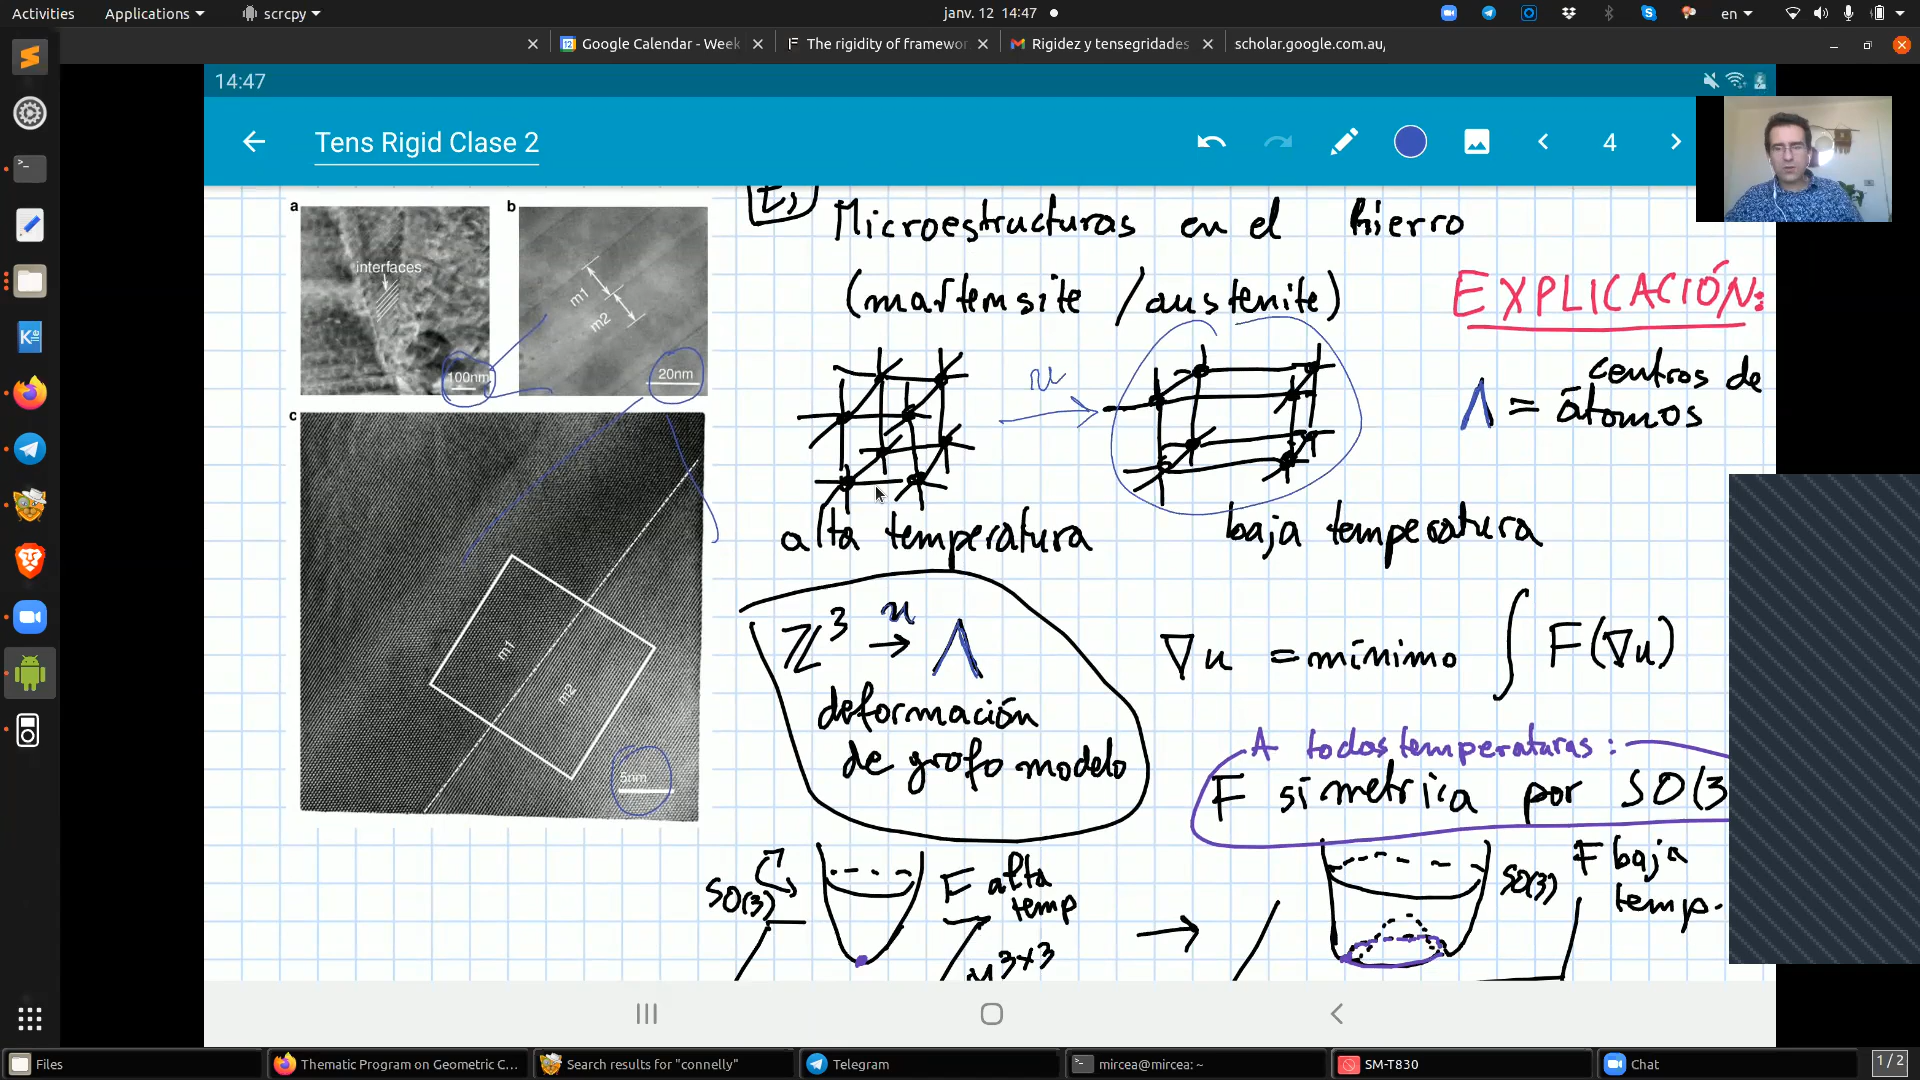 Activities
Applications
scrcpy
janv. 12 14:47
en
Google Calendar - Week
The rigidity of framewor
Rigidez y tensegridades
scholar.google.com.au,
14:47
Tens Rigid Clase 2
4
a
b
interfaces
100nm
m1
m2
20nm
c
m1
m2
5nm
Ej
Microestructuras en el hierro
(martensite / austenite)
EXPLICACIÓN:
u
Λ = centros de
átomos
alta temperatura
baja temperatura
ℤ³ u→ Λ
deformación
de grafo modelo
∇u = mínimo ∫ F(∇u)
A todas temperaturas:
F simetrica por SO(3
SO(3)
F alta
temp
M 3x3
SO(3)
F baja
temp.
Files
Thematic Program on Geometric C...
Search results for "connelly"
Telegram
mircea@mircea: ~
SM-T830
Chat
1 / 2